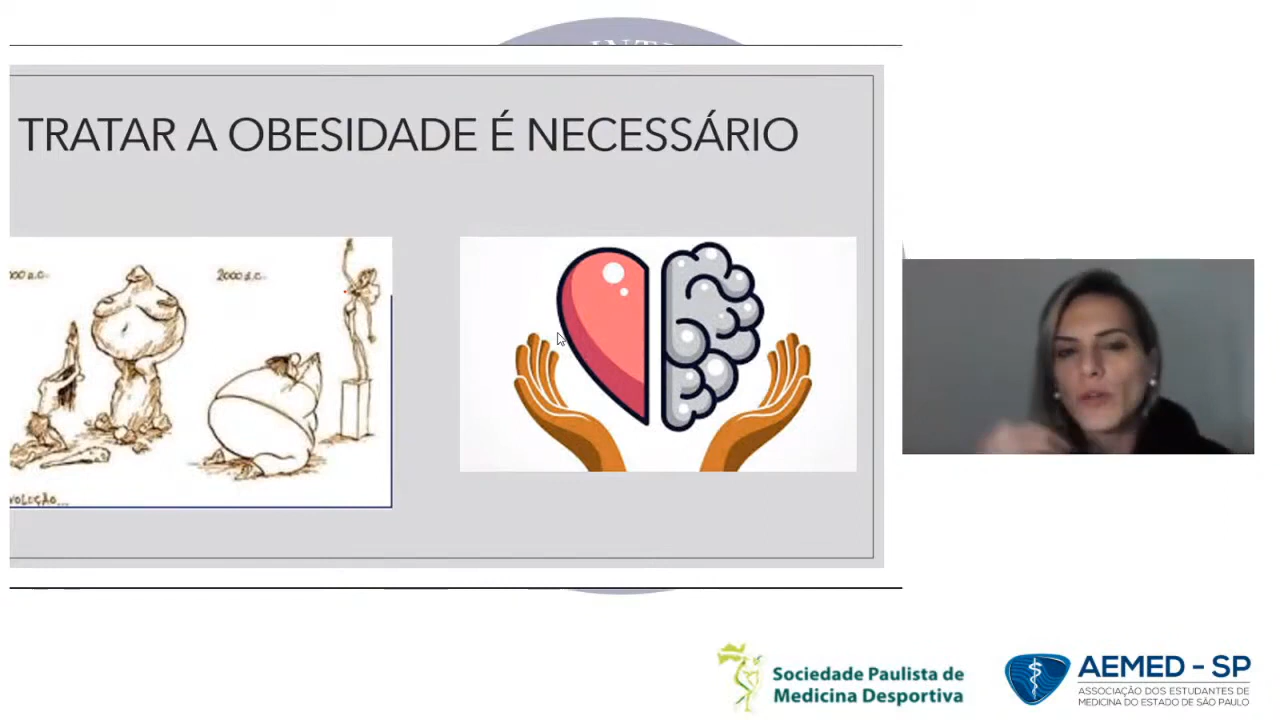 TRATAR A OBESIDADE É NECESSÁRIO
2000 d.C.
Sociedade Paulista de
Medicina Desportiva
AEMED - SP
ASSOCIAÇÃO DOS ESTUDANTES DE
MEDICINA DO ESTADO DE SÃO PAULO